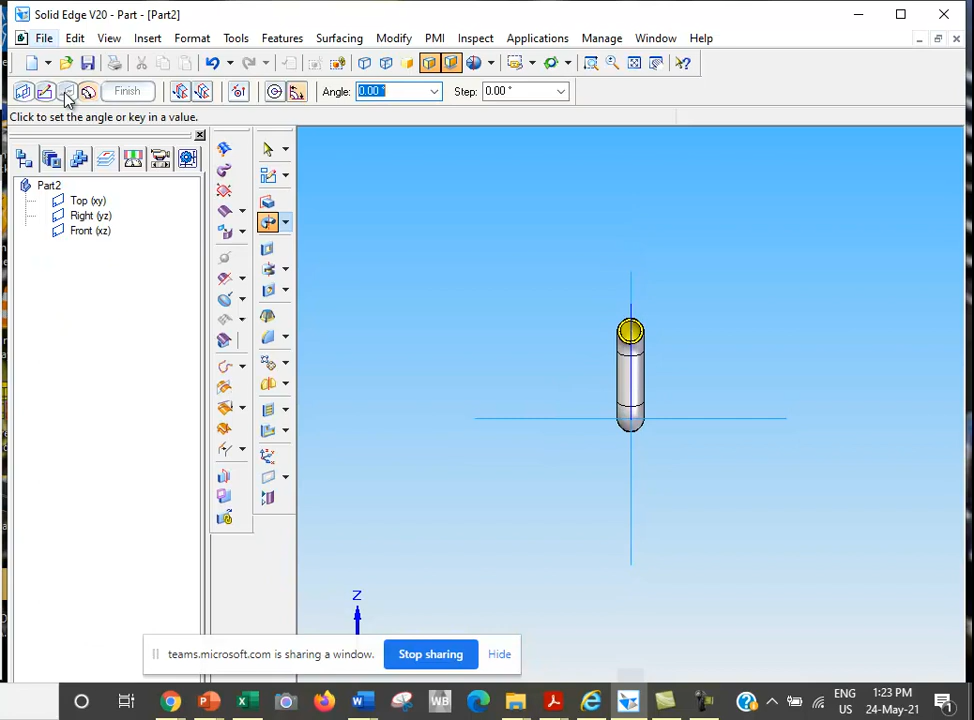 Solid Edge V20 - Part - [Part2]
File Edit View Insert Format Tools Features Surfacing Modify PMI Inspect Applications Manage Window Help
Finish Angle: 0.00 ° Step: 0.00 °
Click to set the angle or key in a value.
Part2
Top (xy)
Right (yz)
Front (xz)
Z
teams.microsoft.com is sharing a window. Stop sharing Hide
ENG 1:23 PM
US 24-May-21
WB
1